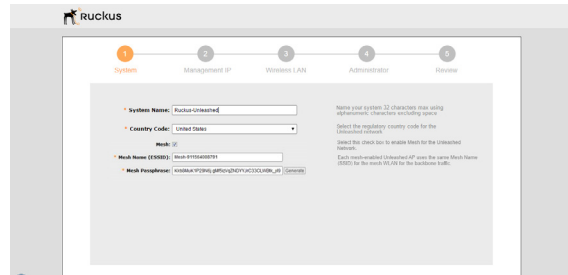 Ruckus
1 2 3 4 5
System Management IP Wireless LAN Administrator Review
* System Name: Ruckus-Unleashed
Name your system 32 characters max using alphanumeric characters excluding space
* Country Code: United States
Select the regulatory country code for the Unleashed network
Mesh:
Select this check box to enable Mesh for the Unleashed Network.
* Mesh Name (ESSID):
Each mesh-enabled Unleashed AP uses the same Mesh Name (SSID) for the mesh WLAN for the backbone traffic
* Mesh Passphrase:
Generate